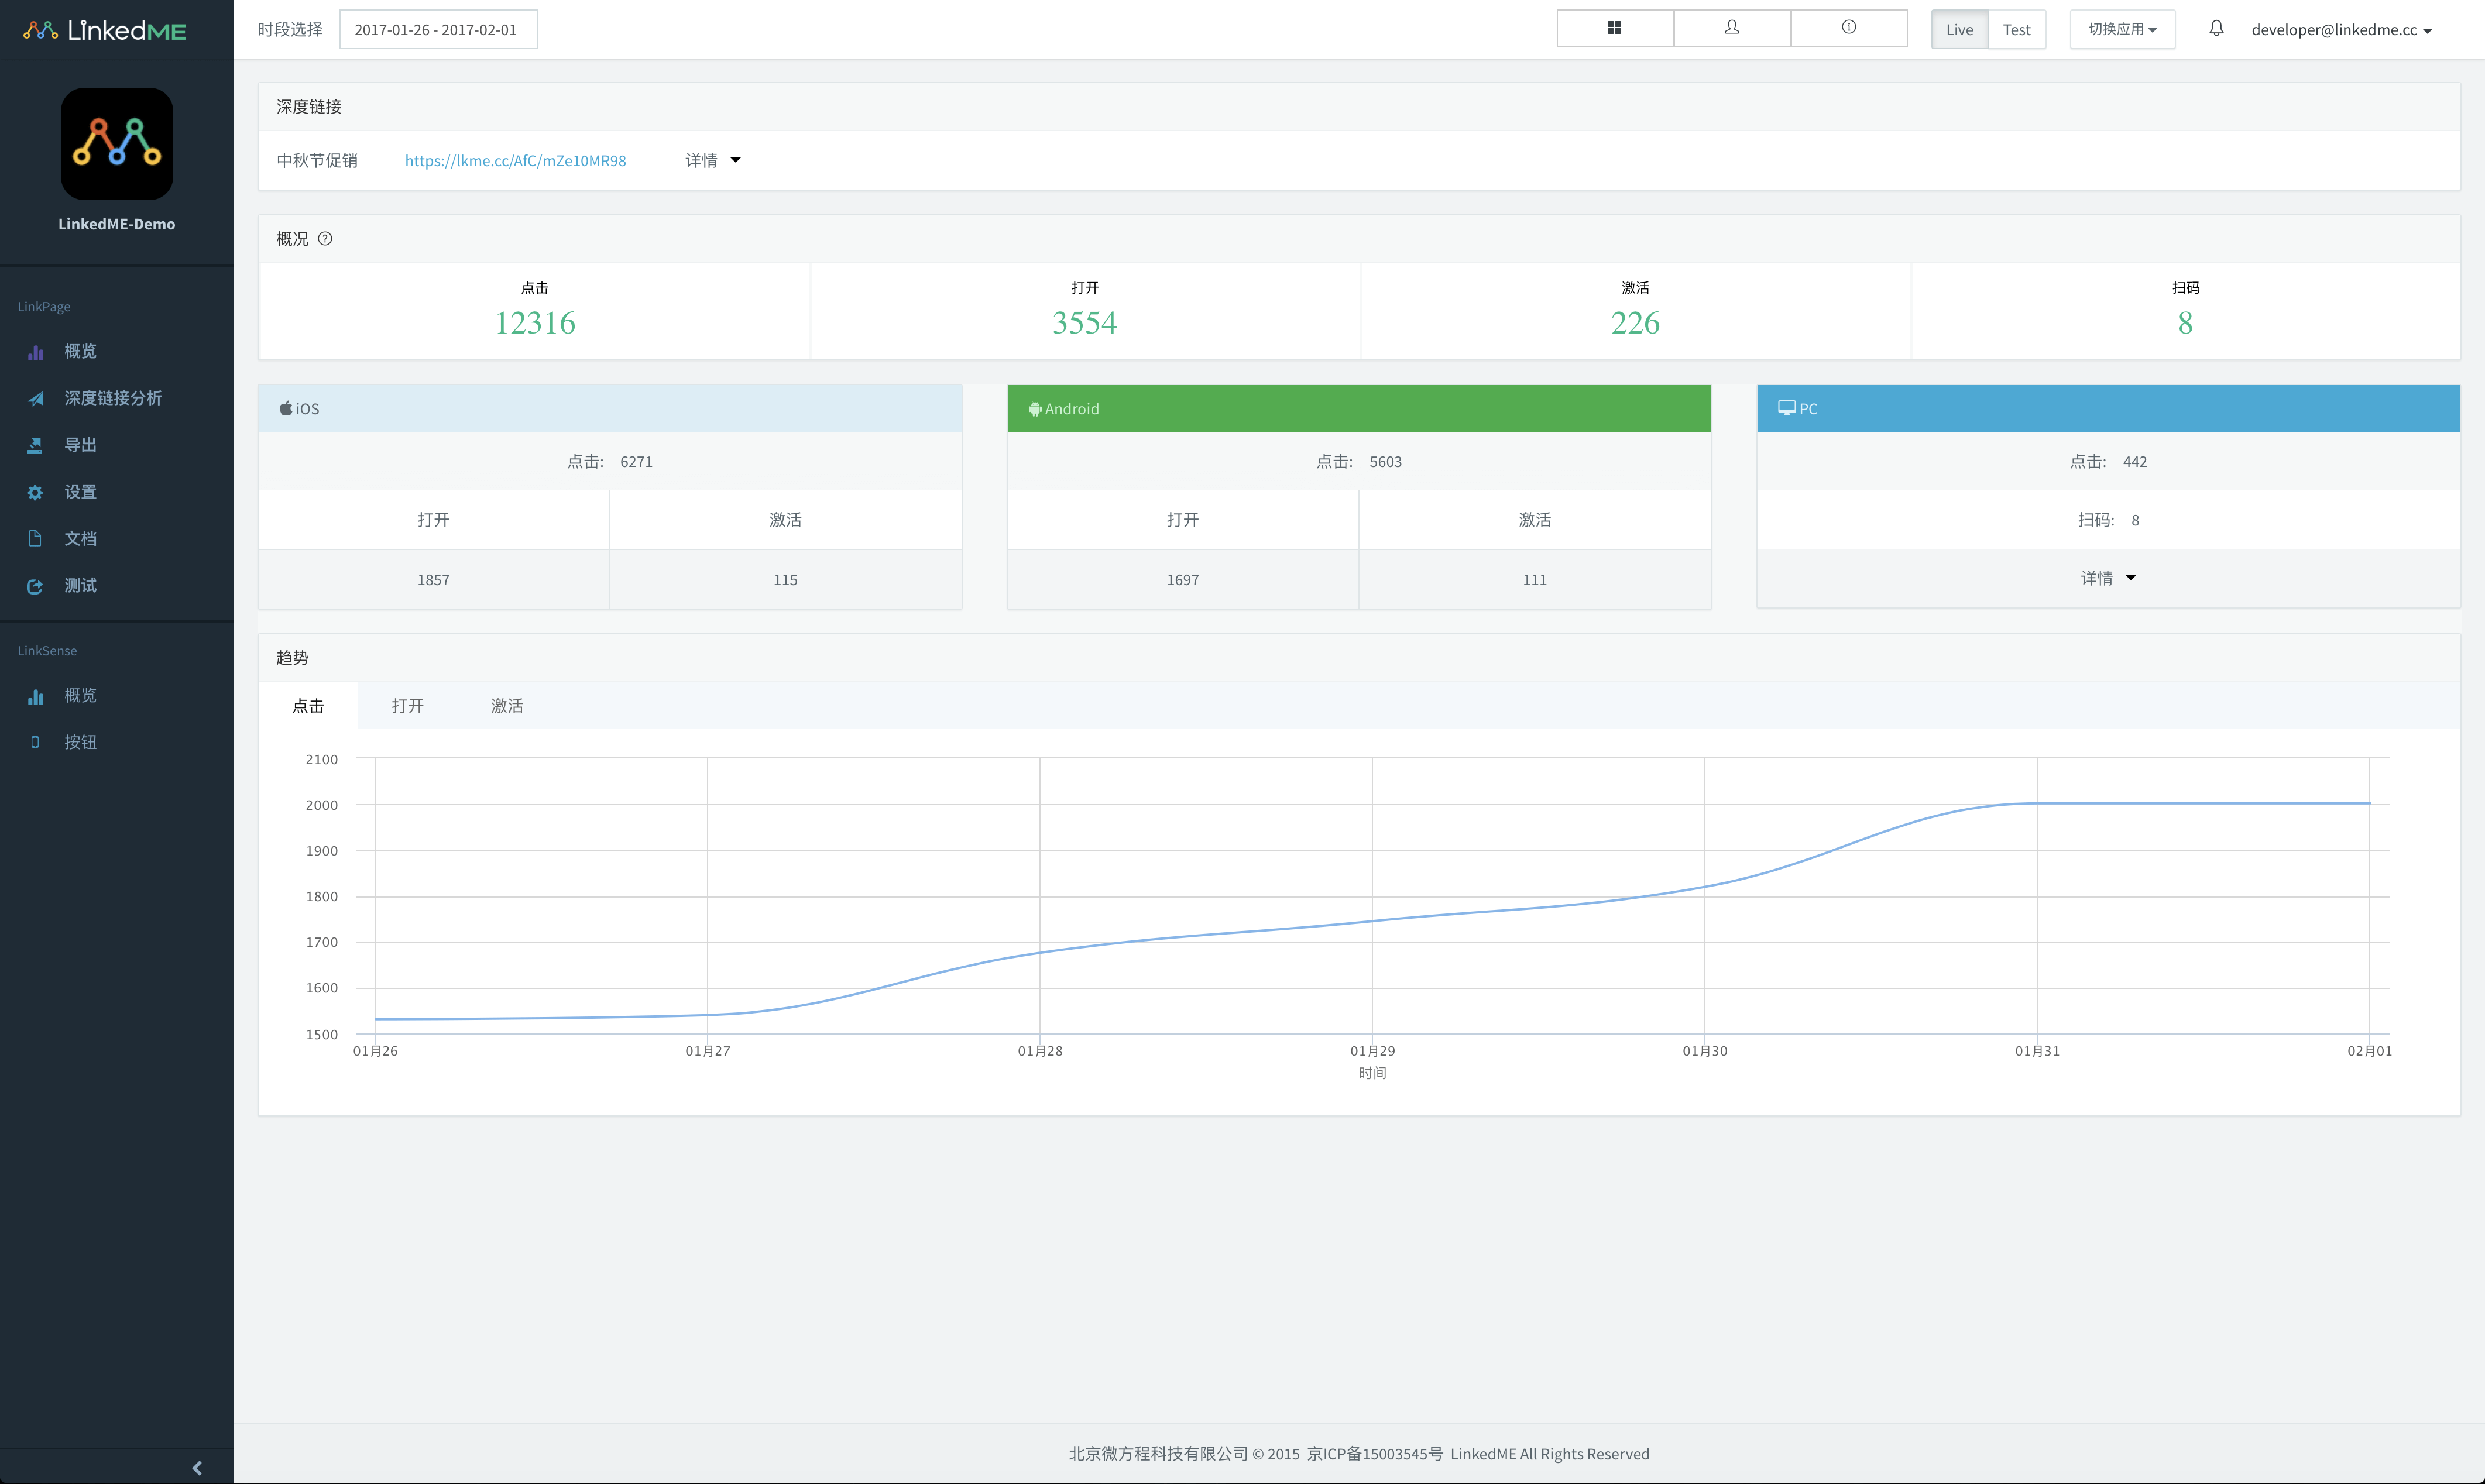 LinkedME
时段选择
2017-01-26 - 2017-02-01
Live
Test
切换应用
developer@linkedme.cc
LinkedME-Demo
LinkPage
概览
深度链接分析
导出
设置
文档
测试
LinkSense
概览
按钮
深度链接
中秋节促销 https://lkme.cc/AfC/mZe10MR98 详情
概况
点击 打开 激活 扫码
12316 3554 226 8
iOS
点击: 6271
打开 激活
1857 115
Android
点击: 5603
打开 激活
1697 111
PC
点击: 442
扫码: 8
详情
趋势
点击 打开 激活
2100
2000
1900
1800
1700
1600
1500
01月26 01月27 01月28 01月29 01月30 01月31 02月01
时间
北京微方程科技有限公司 © 2015 京ICP备15003545号 LinkedME All Rights Reserved